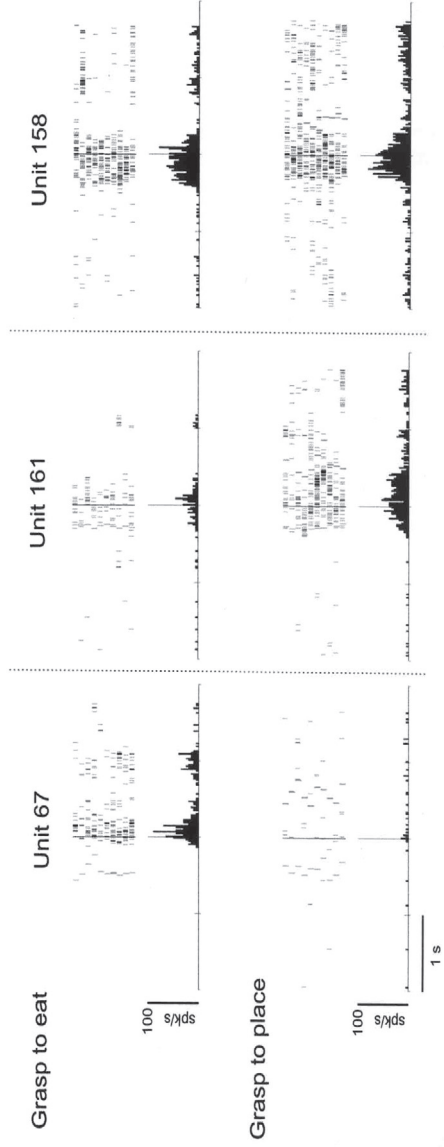 Unit 67
Unit 161
Unit 158
Grasp to eat
100
spk/s
Grasp to place
100
spk/s
1 s